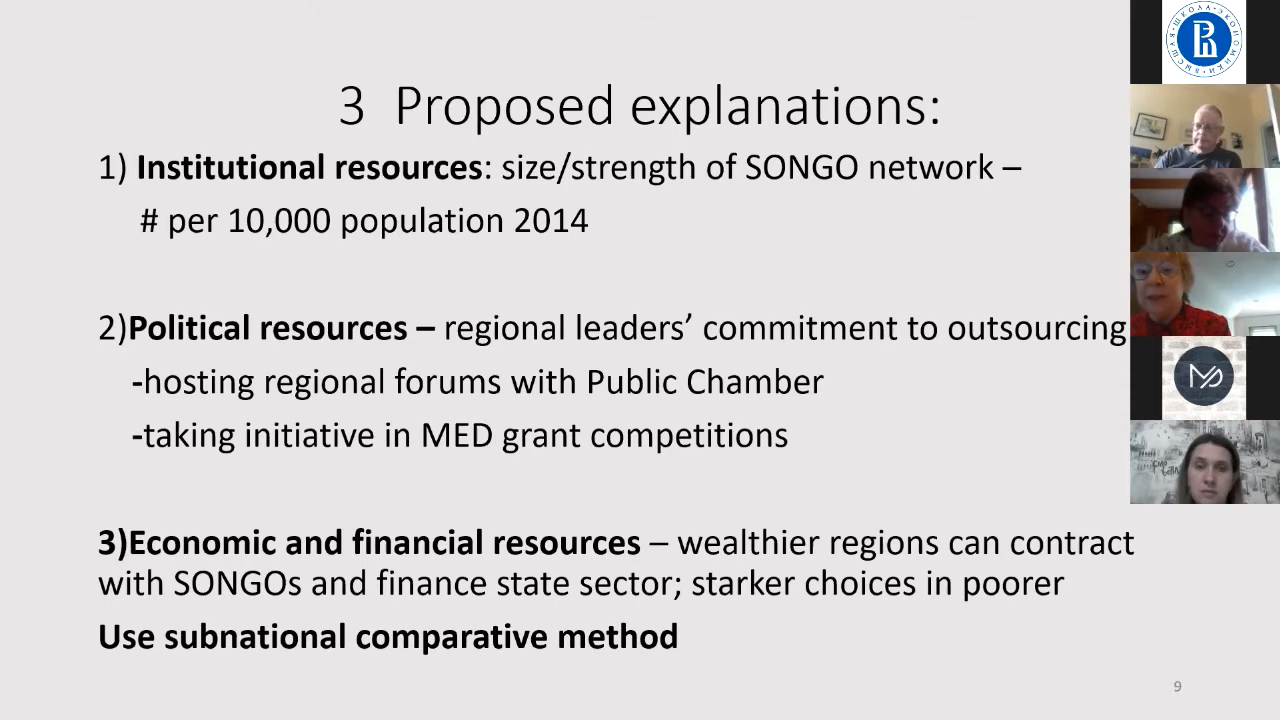 3 Proposed explanations:
1) Institutional resources: size/strength of SONGO network –
# per 10,000 population 2014
2)Political resources – regional leaders’ commitment to outsourcing
-hosting regional forums with Public Chamber
-taking initiative in MED grant competitions
3)Economic and financial resources – wealthier regions can contract
with SONGOs and finance state sector; starker choices in poorer
Use subnational comparative method
9
ВЫСШАЯ ШКОЛА ЭКОНОМИКИ